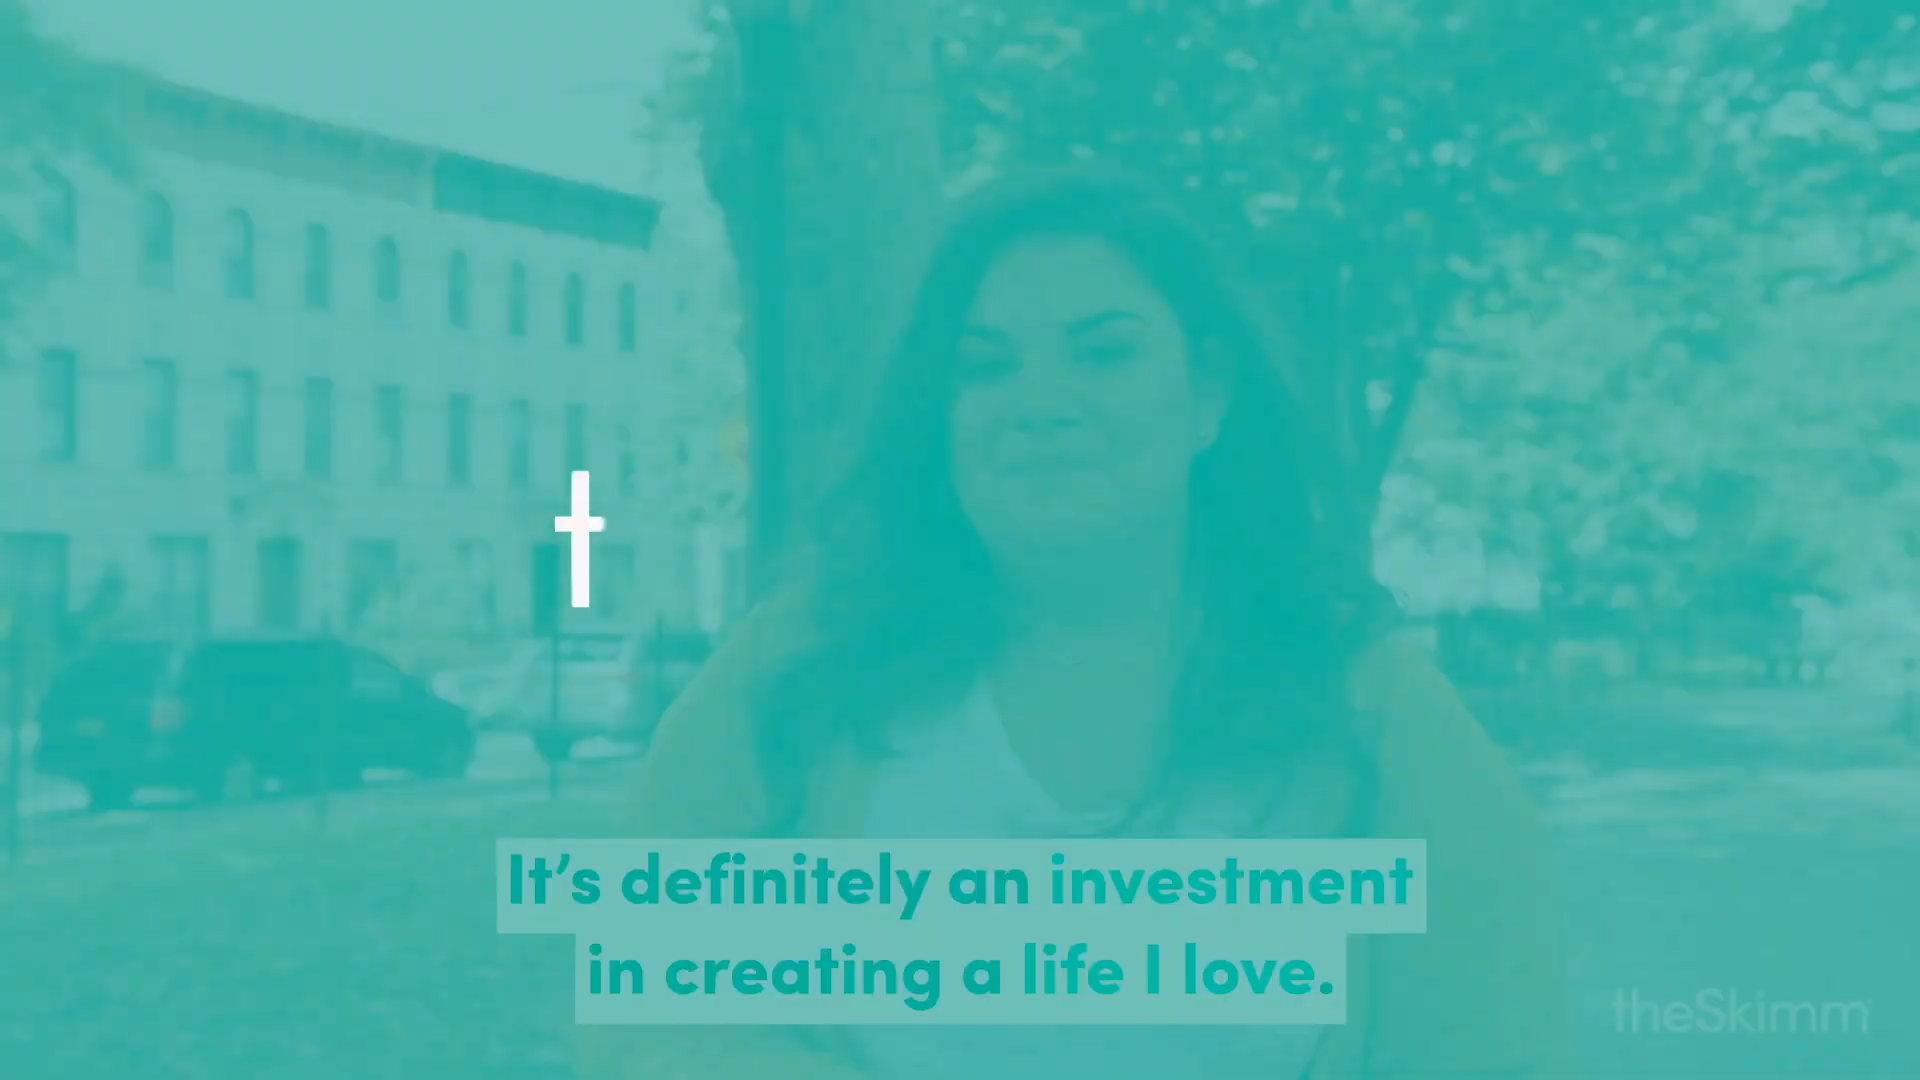 t
It’s definitely an investment
in creating a life I love.
theSkimm